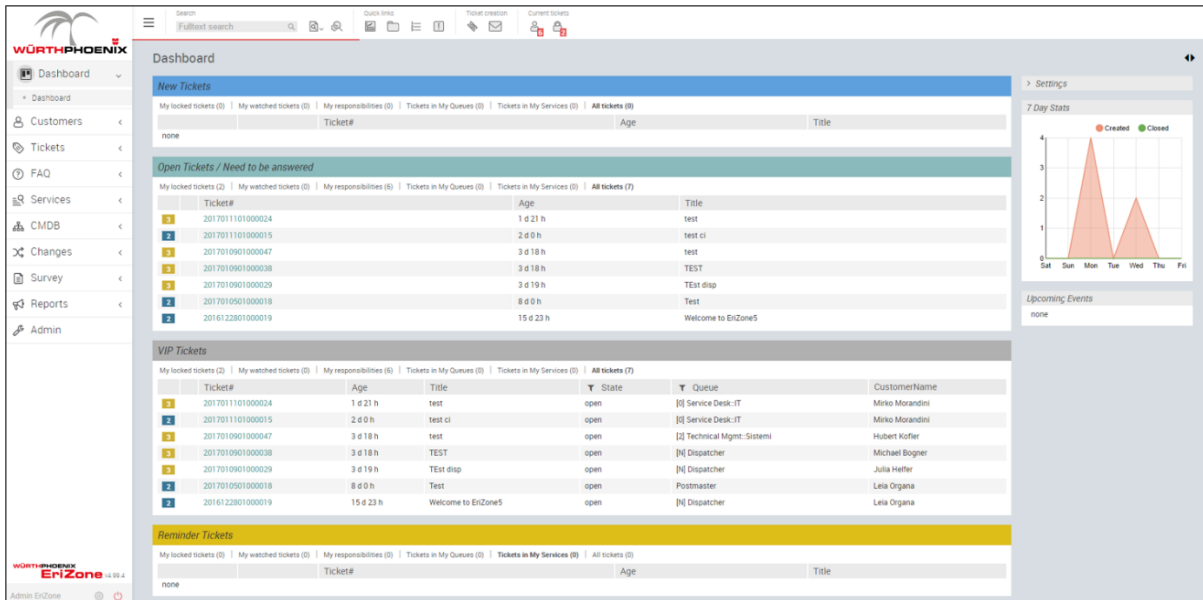 WÜRTHPHOENIX
Dashboard
Dashboard
Customers
Tickets
FAQ
Services
CMDB
Changes
Survey
Reports
Admin
WÜRTHPHOENIX
EriZone
Admin EriZone
Search
Fulltext search
Quick links
Ticket creation
Current tickets
6
2
Dashboard
New Tickets
My locked tickets (0) | My watched tickets (0) | My responsibilities (0) | Tickets in My Queues (0) | Tickets in My Services (0) | All tickets (0)
Ticket# Age Title
none
Open Tickets / Need to be answered
My locked tickets (2) | My watched tickets (0) | My responsibilities (6) | Tickets in My Queues (0) | Tickets in My Services (0) | All tickets (7)
Ticket# Age Title
3 2017011101000024 1 d 21 h test
2 2017011101000015 2 d 0 h test ci
3 2017010901000047 3 d 18 h test
3 2017010901000038 3 d 18 h TEST
3 2017010901000029 3 d 19 h TEst disp
2 2017010501000018 8 d 0 h Test
2 2016122801000019 15 d 23 h Welcome to EriZone5
VIP Tickets
My locked tickets (2) | My watched tickets (0) | My responsibilities (6) | Tickets in My Queues (0) | Tickets in My Services (0) | All tickets (7)
Ticket# Age Title State Queue CustomerName
3 2017011101000024 1 d 21 h test open [0] Service Desk::IT Mirko Morandini
2 2017011101000015 2 d 0 h test ci open [0] Service Desk::IT Mirko Morandini
3 2017010901000047 3 d 18 h test open [2] Technical Mgmt::Sistemi Hubert Kofler
3 2017010901000038 3 d 18 h TEST open [N] Dispatcher Michael Bogner
3 2017010901000029 3 d 19 h TEst disp open [N] Dispatcher Julia Helfer
2 2017010501000018 8 d 0 h Test open Postmaster Leia Organa
2 2016122801000019 15 d 23 h Welcome to EriZone5 open [N] Dispatcher Leia Organa
Reminder Tickets
My locked tickets (0) | My watched tickets (0) | My responsibilities (0) | Tickets in My Queues (0) | Tickets in My Services (0) | All tickets (0)
Ticket# Age Title
none
> Settings
7 Day Stats
Created Closed
4
3
2
1
0
Sat Sun Mon Tue Wed Thu Fri
Upcoming Events
none